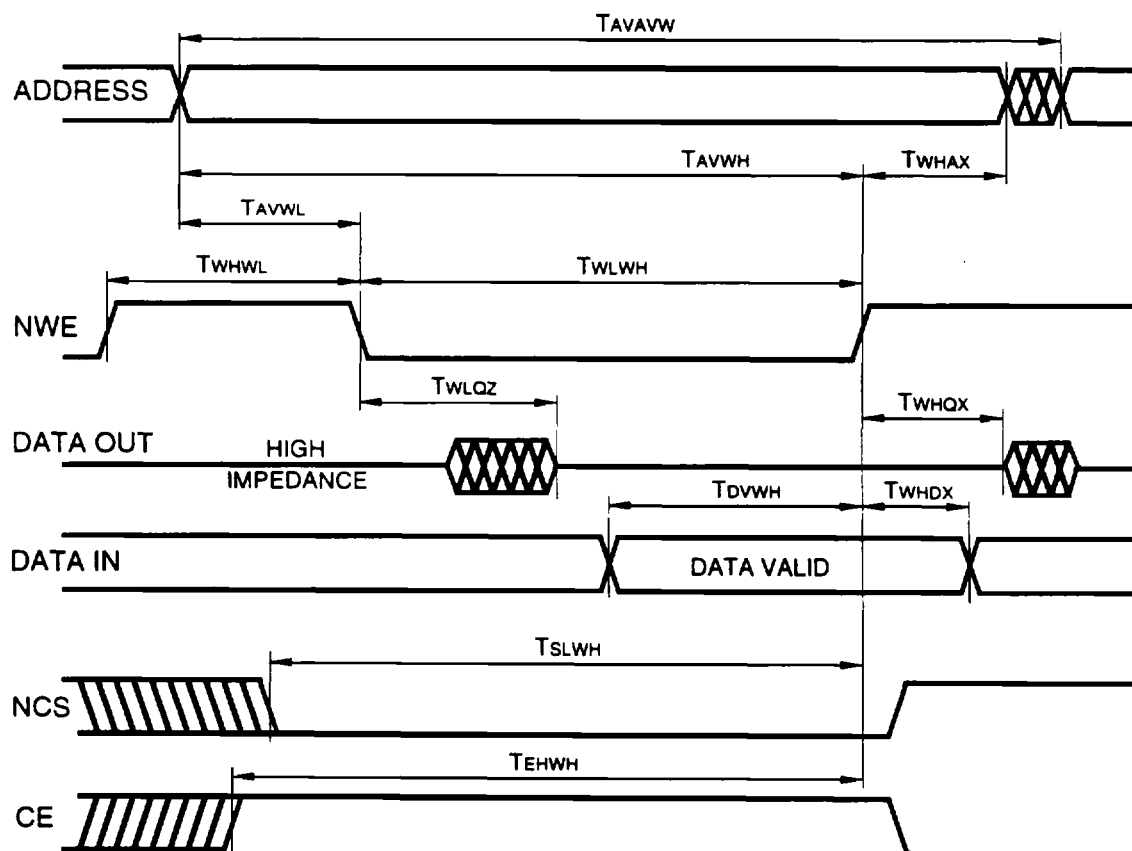 TAVAVW
ADDRESS
TAVWH
TWHAX
TAVWL
TWHWL
TWLWH
NWE
TWLQZ
TWHQX
DATA OUT
HIGH
IMPEDANCE
TDVWH
TWHDX
DATA IN
DATA VALID
TSLWH
NCS
TEHWH
CE